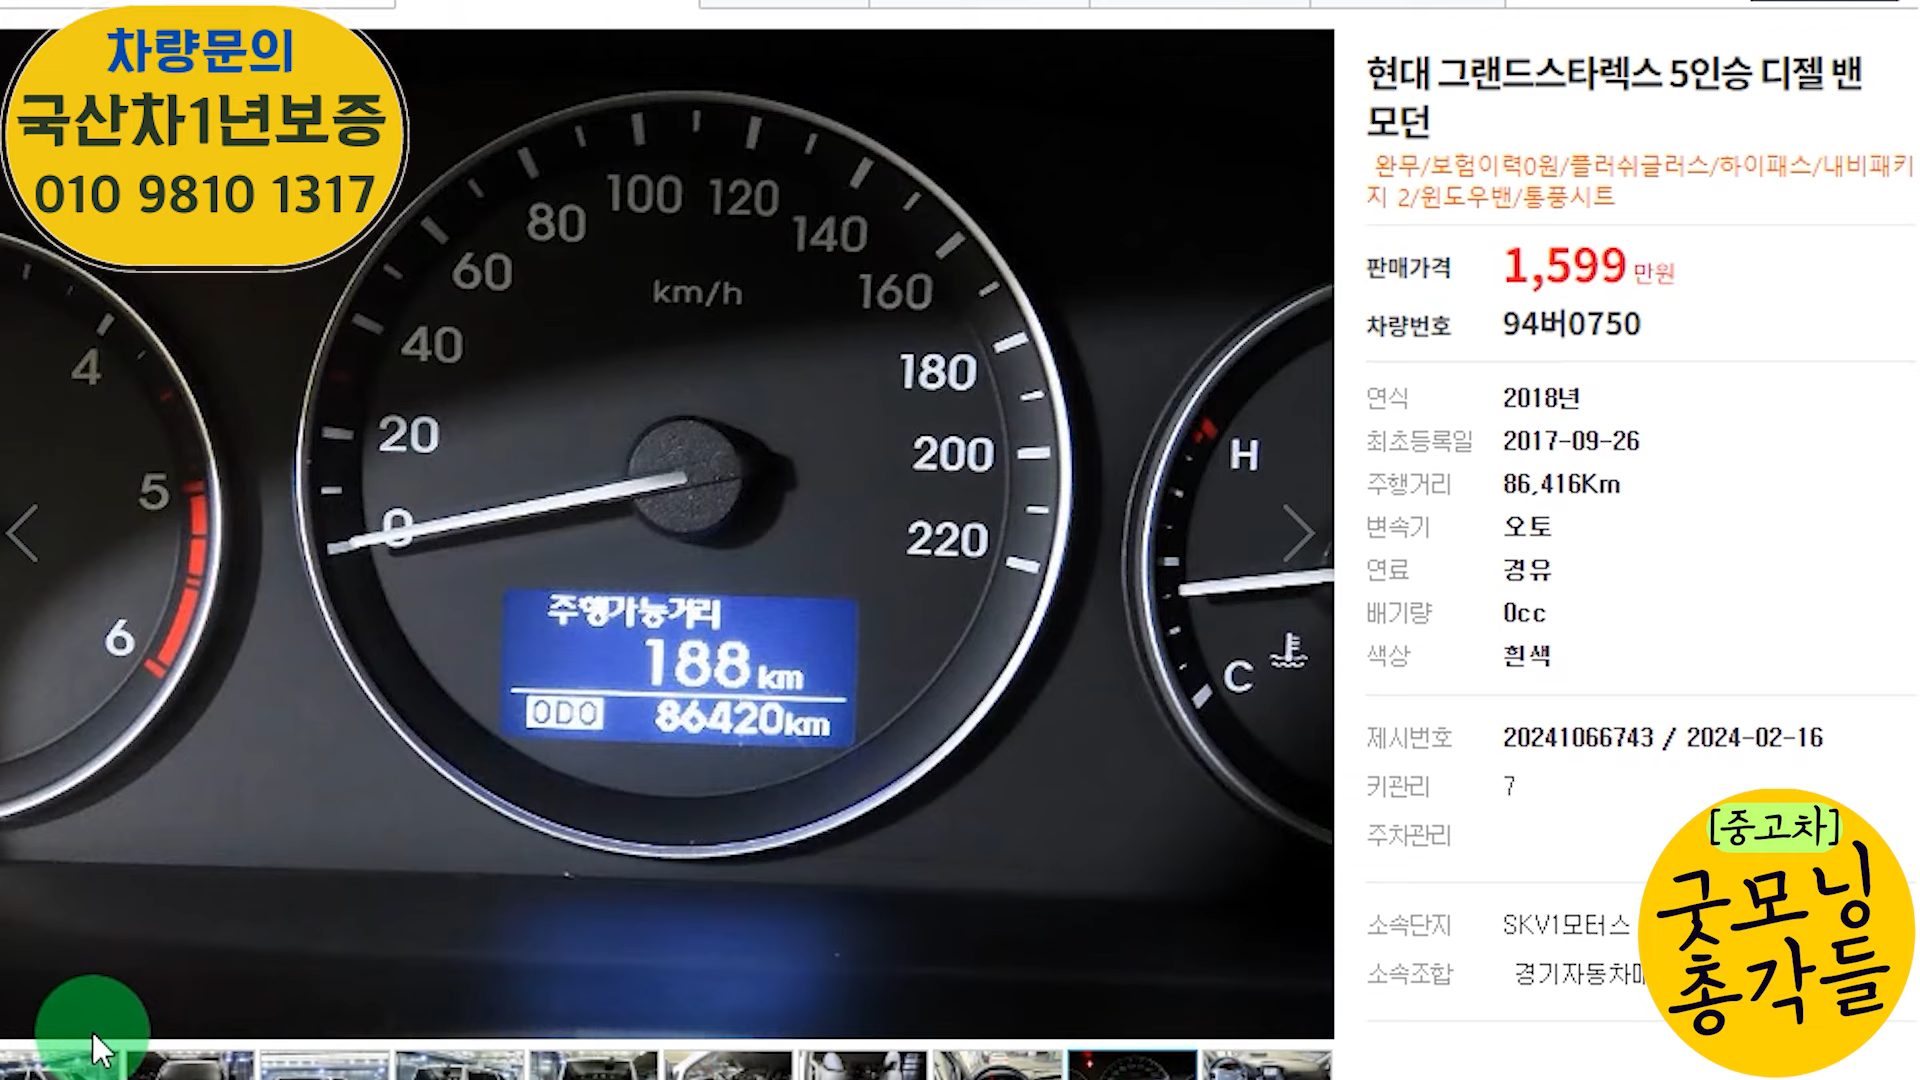 차량문의
국산차1년보증
010 9810 1317
4
5
6
0
20
40
60
80
100
120
140
160
180
200
220
km/h
주행가능거리
188 km
ODO 86420km
H
C
현대 그랜드스타렉스 5인승 디젤 밴
모던
완무/보험이력0원/플러쉬글러스/하이패스/내비패키
지 2/윈도우밴/통풍시트
판매가격 1,599 만원
차량번호 94버0750
연식 2018년
최초등록일 2017-09-26
주행거리 86,416Km
변속기 오토
연료 경유
배기량 0cc
색상 흰색
제시번호 20241066743 / 2024-02-16
키관리 7
주차관리
소속단지 SKV1모터스
소속조합 경기자동차매
[중고차]
굿모닝
총각들